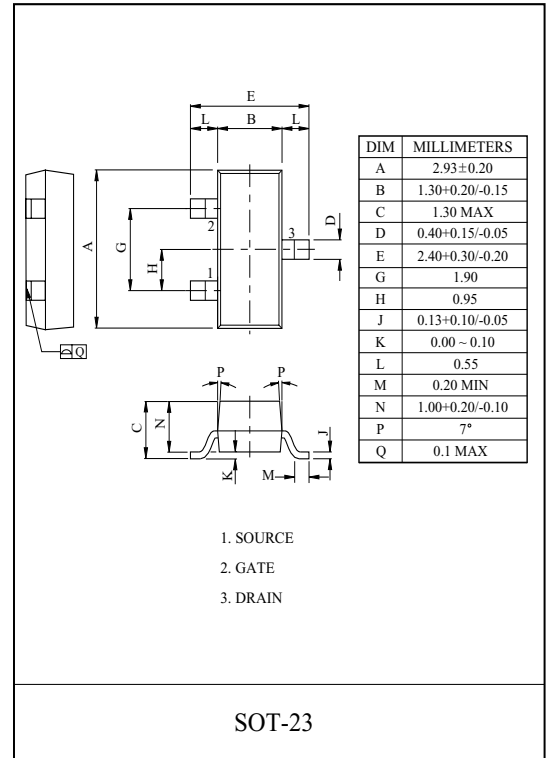 E
L B L
A
G
H
2
1
3
D
Q
P P
C
N
J
K
M
DIM MILLIMETERS
A 2.93±0.20
B 1.30+0.20/-0.15
C 1.30 MAX
D 0.40+0.15/-0.05
E 2.40+0.30/-0.20
G 1.90
H 0.95
J 0.13+0.10/-0.05
K 0.00 ~ 0.10
L 0.55
M 0.20 MIN
N 1.00+0.20/-0.10
P 7°
Q 0.1 MAX
1. SOURCE
2. GATE
3. DRAIN
SOT-23